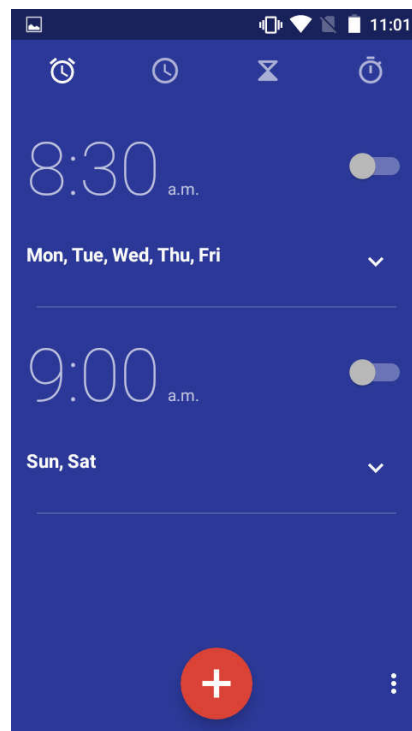 11:01
8:30 a.m.
Mon, Tue, Wed, Thu, Fri
9:00 a.m.
Sun, Sat